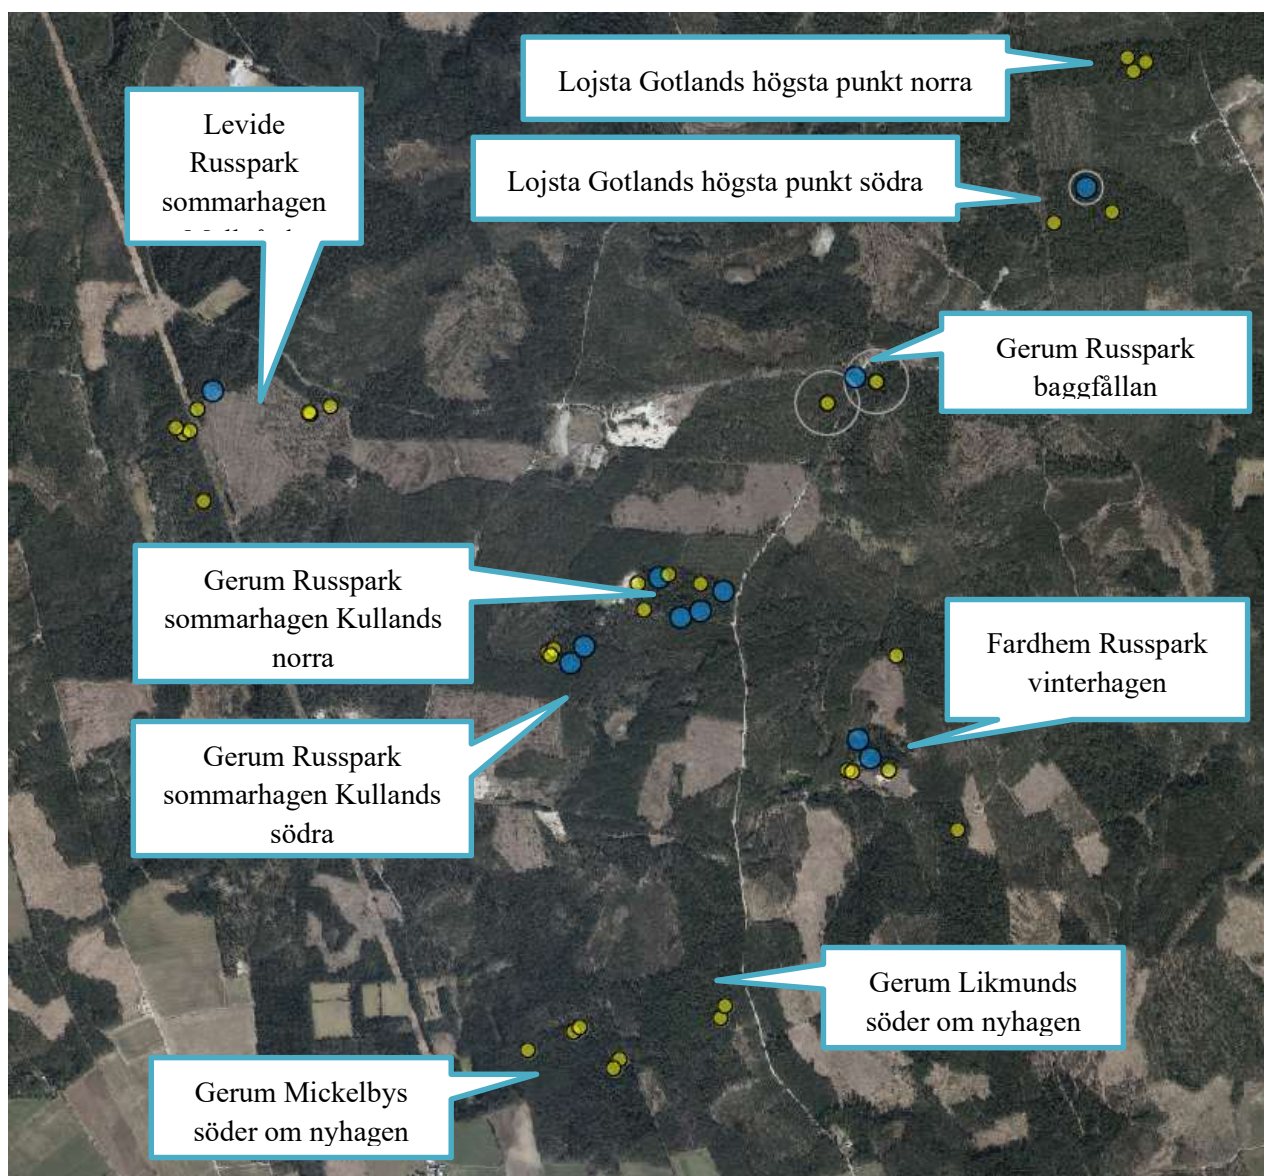 Lojsta Gotlands högsta punkt norra
Levide
Russpark
sommarhagen
Lojsta Gotlands högsta punkt södra
Gerum Russpark
baggfållan
Gerum Russpark
sommarhagen Kullands
norra
Fardhem Russpark
vinterhagen
Gerum Russpark
sommarhagen Kullands
södra
Gerum Likmunds
söder om nyhagen
Gerum Mickelbys
söder om nyhagen